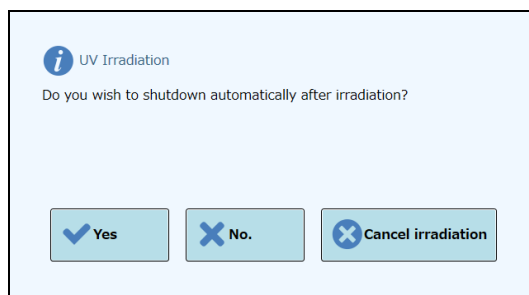 UV Irradiation
Do you wish to shutdown automatically after irradiation?
Yes
No.
Cancel irradiation